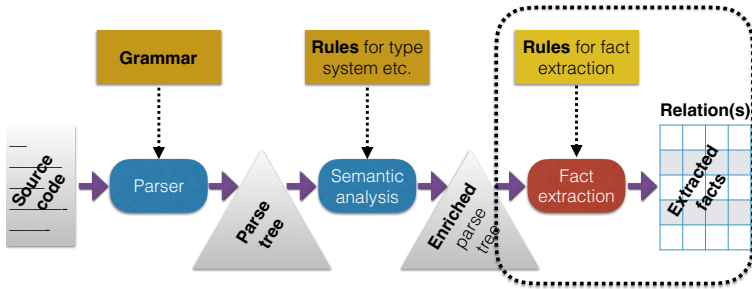 Grammar
Rules for type
system etc.
Rules for fact
extraction
Relation(s)
Source
code
Parser
Parse
tree
Semantic
analysis
Enriched
parse
tree
Fact
extraction
Extracted
facts